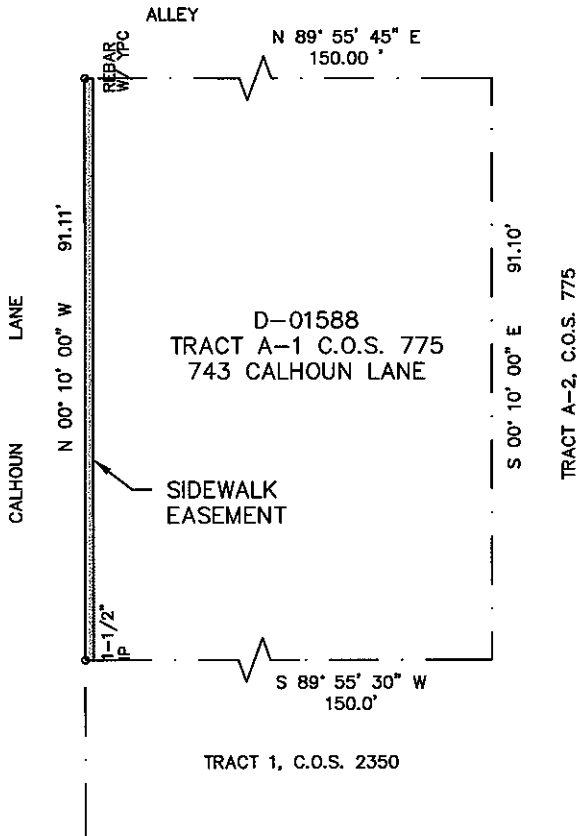 ALLEY
N 89° 55' 45" E
150.00 '
REBAR
W/ YPC
N 00° 10' 00" W 91.11'
CALHOUN LANE
D-01588
TRACT A-1 C.O.S. 775
743 CALHOUN LANE
S 00° 10' 00" E 91.10'
TRACT A-2, C.O.S. 775
SIDEWALK
EASEMENT
1-1/2"
IP
S 89° 55' 30" W
150.0'
TRACT 1, C.O.S. 2350